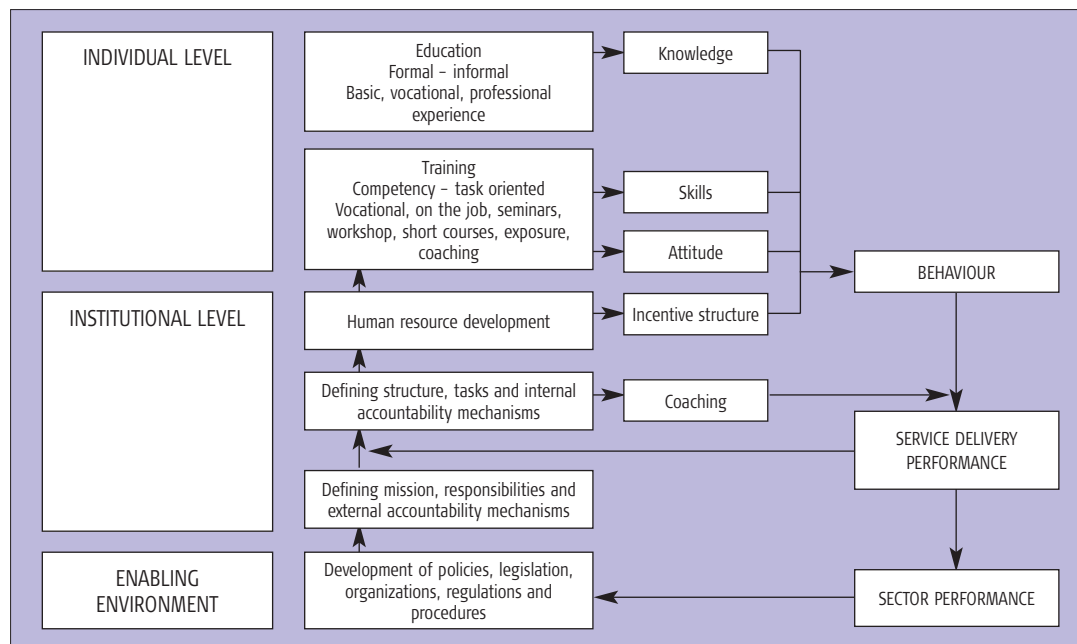 INDIVIDUAL LEVEL
Education
Formal – informal
Basic, vocational, professional
experience
Knowledge
Training
Competency – task oriented
Vocational, on the job, seminars,
workshop, short courses, exposure,
coaching
Skills
Attitude
BEHAVIOUR
INSTITUTIONAL LEVEL
Human resource development
Incentive structure
Defining structure, tasks and internal
accountability mechanisms
Coaching
SERVICE DELIVERY
PERFORMANCE
Defining mission, responsibilities and
external accountability mechanisms
ENABLING
ENVIRONMENT
Development of policies, legislation,
organizations, regulations and
procedures
SECTOR PERFORMANCE